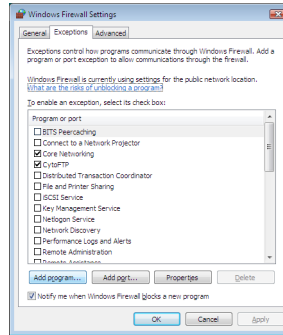 Windows Firewall Settings
General Exceptions Advanced
Exceptions control how programs communicate through Windows Firewall. Add a
program or port exception to allow communications through the firewall.
Windows Firewall is currently using settings for the public network location.
What are the risks of unblocking a program?
To enable an exception, select its check box:
Program or port
BITS Peercaching
Connect to a Network Projector
Core Networking
CytoFTP
Distributed Transaction Coordinator
File and Printer Sharing
iSCSI Service
Key Management Service
Netlogon Service
Network Discovery
Performance Logs and Alerts
Remote Administration
Remote Assistance
Add program... Add port... Properties Delete
Notify me when Windows Firewall blocks a new program
OK Cancel Apply